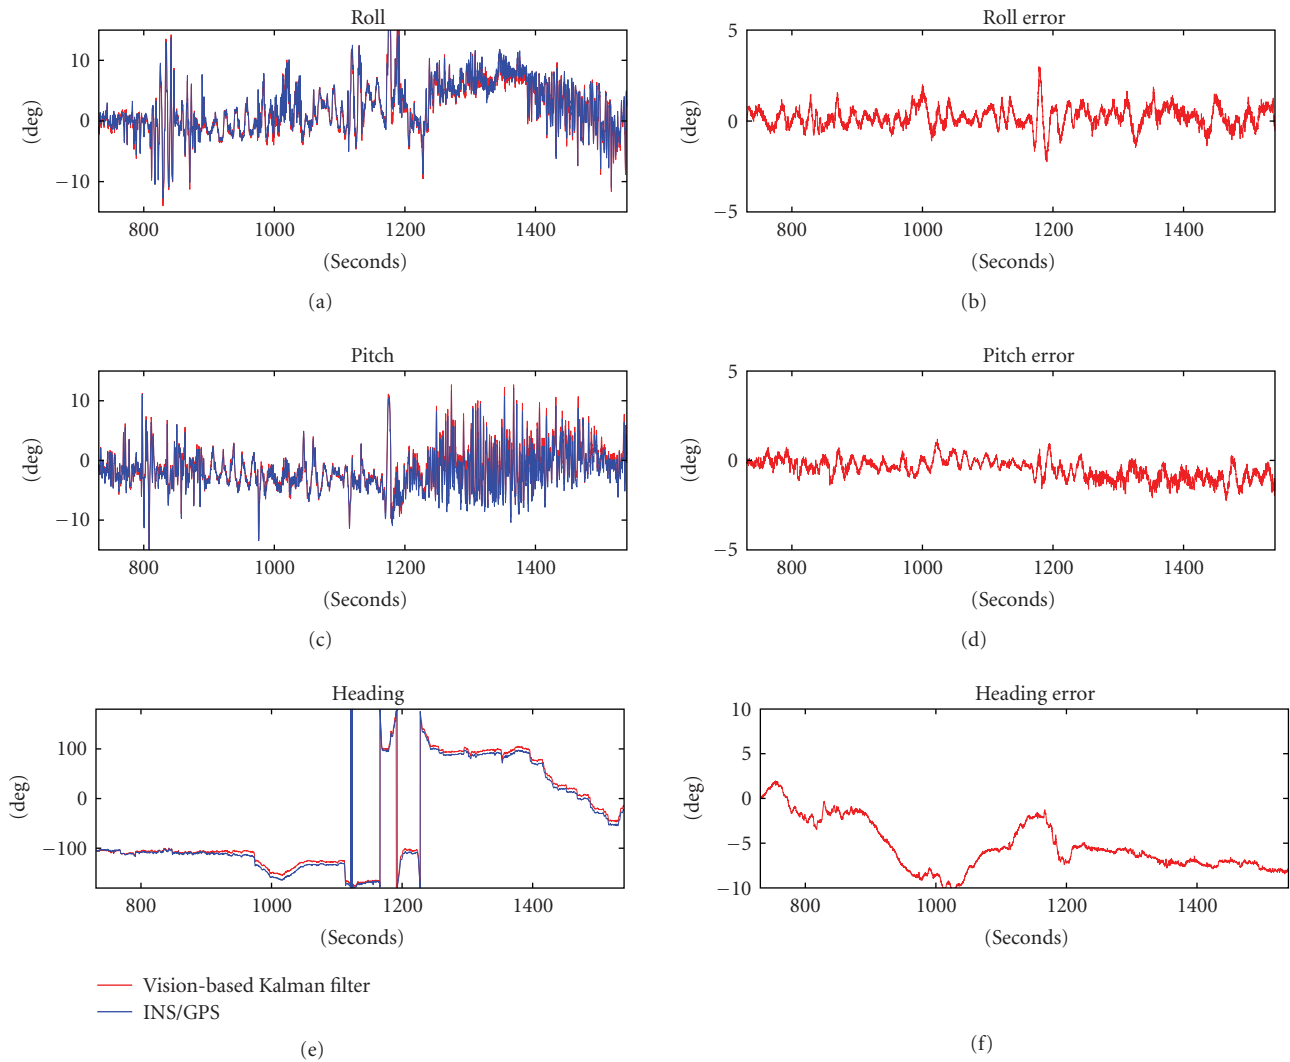 Roll
10
0
−10
(deg)
800 1000 1200 1400
(Seconds)
(a)
Roll error
5
0
−5
(deg)
800 1000 1200 1400
(Seconds)
(b)
Pitch
10
0
−10
(deg)
800 1000 1200 1400
(Seconds)
(c)
Pitch error
5
0
−5
(deg)
800 1000 1200 1400
(Seconds)
(d)
Heading
100
0
−100
(deg)
800 1000 1200 1400
(Seconds)
Vision-based Kalman filter
INS/GPS
(e)
Heading error
10
5
0
−5
−10
(deg)
800 1000 1200 1400
(Seconds)
(f)